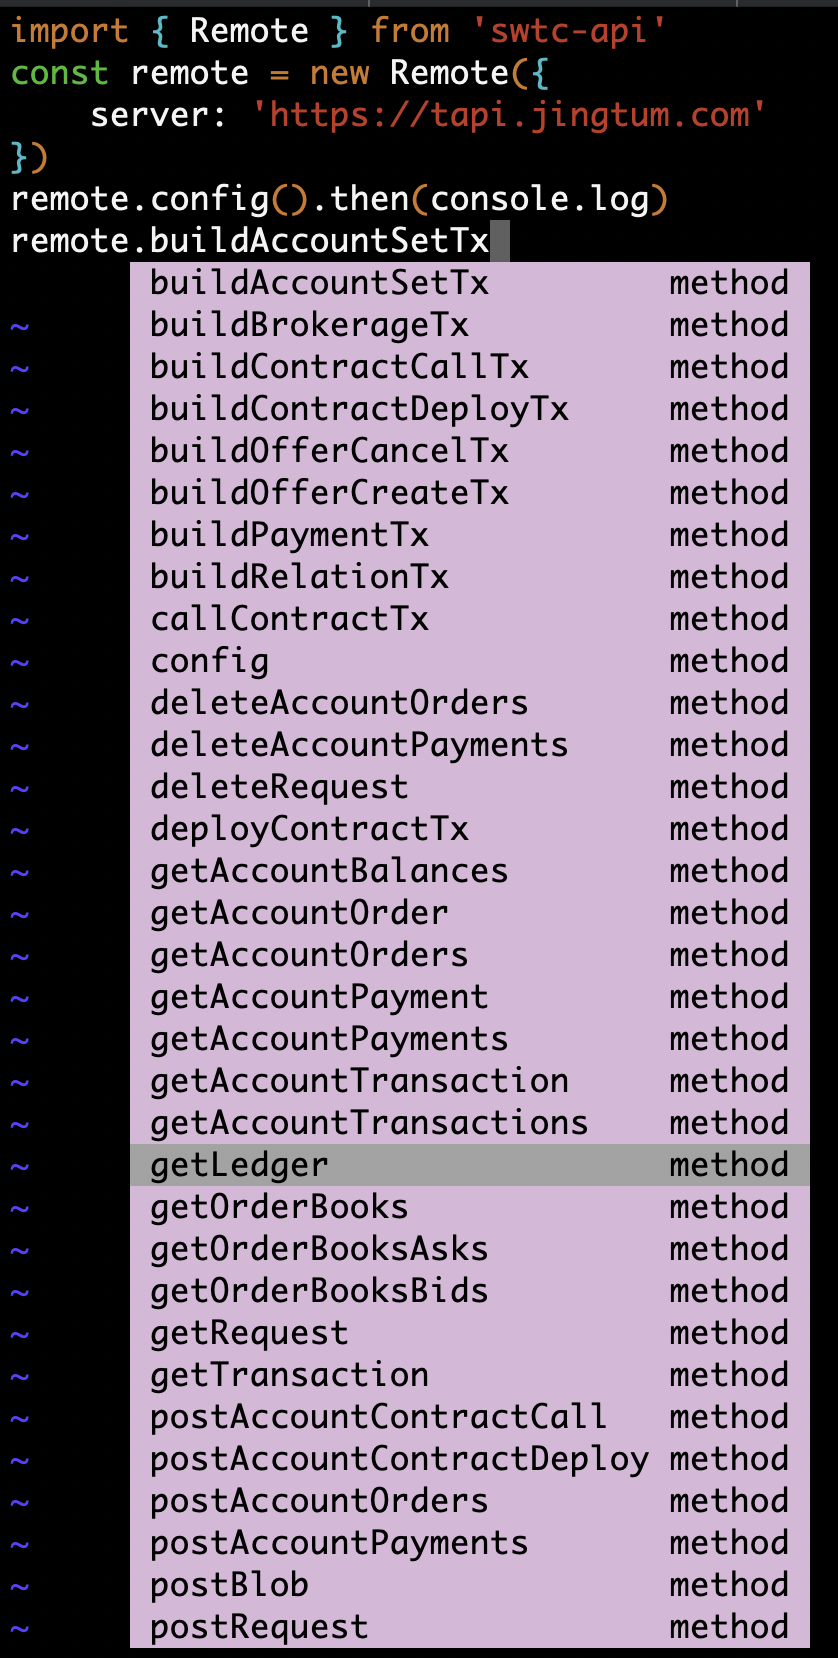 import { Remote } from 'swtc-api'
const remote = new Remote({
    server: 'https://tapi.jingtum.com'
})
remote.config().then(console.log)
remote.buildAccountSetTx
buildAccountSetTx method
~ buildBrokerageTx method
~ buildContractCallTx method
~ buildContractDeployTx method
~ buildOfferCancelTx method
~ buildOfferCreateTx method
~ buildPaymentTx method
~ buildRelationTx method
~ callContractTx method
~ config method
~ deleteAccountOrders method
~ deleteAccountPayments method
~ deleteRequest method
~ deployContractTx method
~ getAccountBalances method
~ getAccountOrder method
~ getAccountOrders method
~ getAccountPayment method
~ getAccountPayments method
~ getAccountTransaction method
~ getAccountTransactions method
~ getLedger method
~ getOrderBooks method
~ getOrderBooksAsks method
~ getOrderBooksBids method
~ getRequest method
~ getTransaction method
~ postAccountContractCall method
~ postAccountContractDeploy method
~ postAccountOrders method
~ postAccountPayments method
~ postBlob method
~ postRequest method